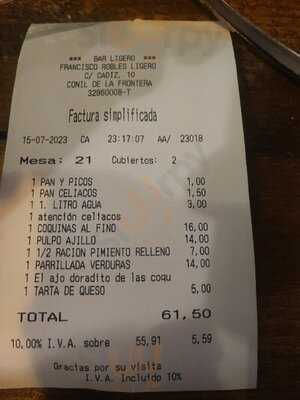 ** BAR LIGERO **
FRANCISCO ROBLES LIGERO
C/ CADIZ, 10
CONIL DE LA FRONTERA
32860008-T
Factura simplificada
15-07-2023 CA 23:17:07 AA/ 23018
Mesa: 21 Cubiertos: 2
1 PAN Y PICOS 1,00
1 PAN CELIACOS 1,50
1 1. LITRO AGUA 3,00
1 atención celiacos
1 COQUINAS AL FINO 16,00
1 PULPO AJILLO 14,00
1 1/2 RACION PIMIENTO RELLENO 7,00
1 PARRILLADA VERDURAS 14,00
1 El ajo doradito de las coqu
1 TARTA DE QUESO 5,00
TOTAL 61,50
10,00% I.V.A. sobre 55,91 5,59
Gracias por su visita
I.V.A. Incluido 10%